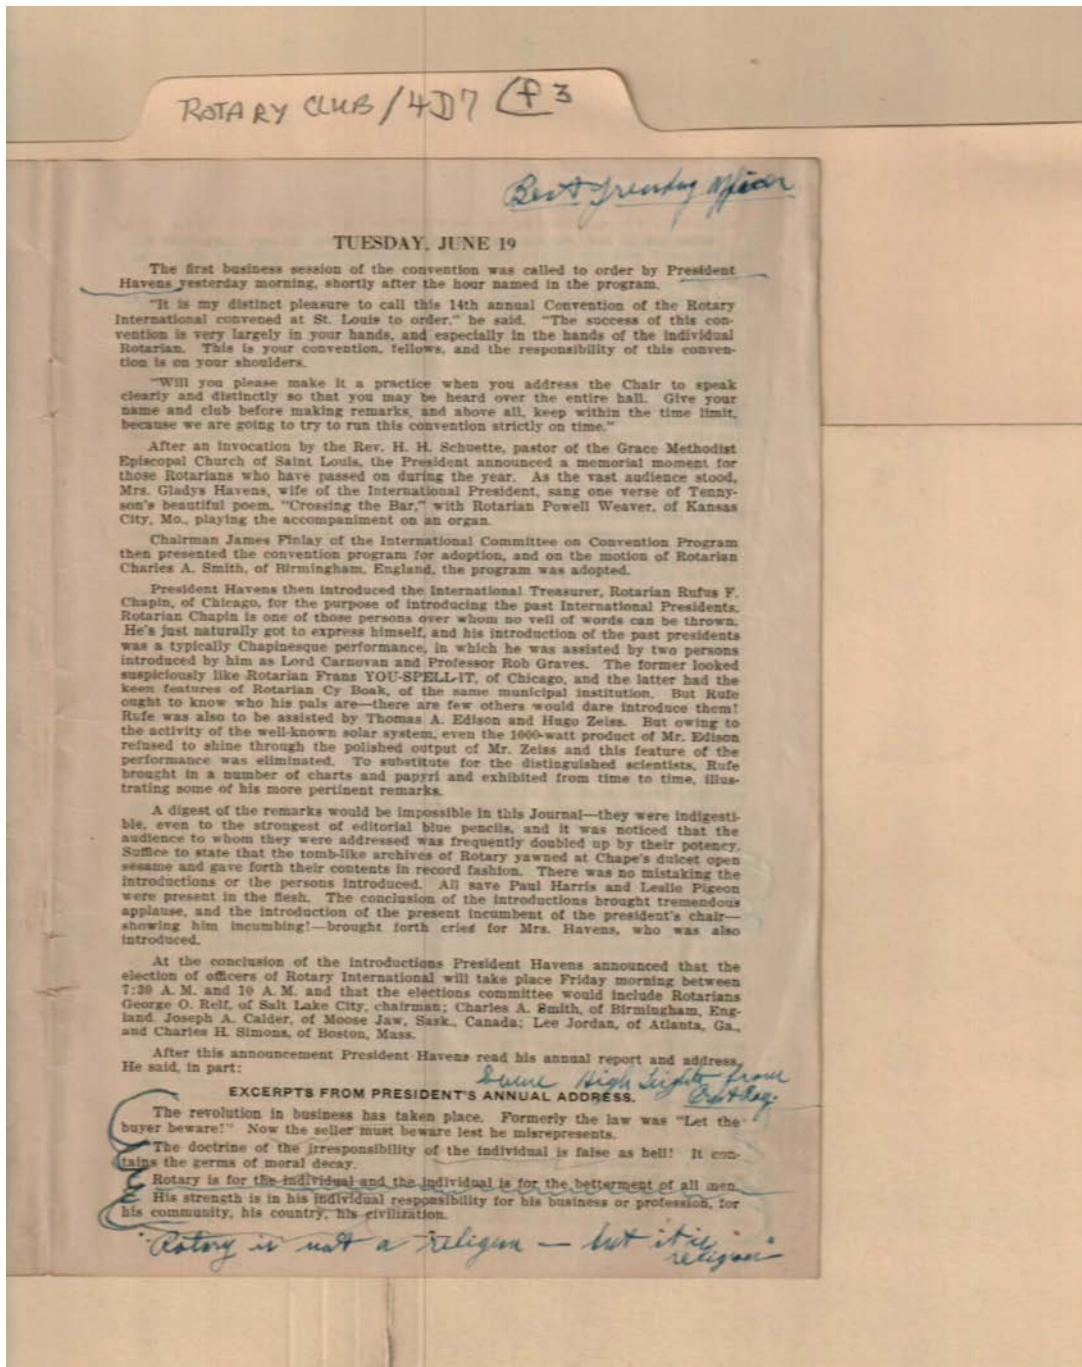 ROTARY CLUB/4D7 (f3
Best Presiding Officer
TUESDAY, JUNE 19
The first business session of the convention was called to order by President
Havens yesterday morning, shortly after the hour named in the program.
"It is my distinct pleasure to call this 14th annual Convention of the Rotary
International convened at St. Louis to order," he said. "The success of this con-
vention is very largely in your hands, and especially in the hands of the individual
Rotarian. This is your convention, fellows, and the responsibility of this conven-
tion is on your shoulders.
"Will you please make it a practice when you address the Chair to speak
clearly and distinctly so that you may be heard over the entire hall. Give your
name and club before making remarks, and above all, keep within the time limit,
because we are going to try to run this convention strictly on time."
After an invocation by the Rev. H. H. Schuette, pastor of the Grace Methodist
Episcopal Church of Saint Louis, the President announced a memorial moment for
those Rotarians who have passed on during the year. As the vast audience stood,
Mrs. Gladys Havens, wife of the International President, sang one verse of Tenny-
son's beautiful poem, "Crossing the Bar," with Rotarian Powell Weaver, of Kansas
City, Mo., playing the accompaniment on an organ.
Chairman James Finlay of the International Committee on Convention Program
then presented the convention program for adoption, and on the motion of Rotarian
Charles A. Smith, of Birmingham, England, the program was adopted.
President Havens then introduced the International Treasurer, Rotarian Rufus F.
Chapin, of Chicago, for the purpose of introducing the past International Presidents.
Rotarian Chapin is one of those persons over whom no veil of words can be thrown.
He's just naturally got to express himself, and his introduction of the past presidents
was a typically Chapinesque performance, in which he was assisted by two persons
introduced by him as Lord Carnovan and Professor Rob Graves. The former looked
suspiciously like Rotarian Frans YOU-SPELL-IT, of Chicago, and the latter had the
keen features of Rotarian Cy Boak, of the same municipal institution. But Rufe
ought to know who his pals are—there are few others would dare introduce them!
Rufe was also to be assisted by Thomas A. Edison and Hugo Zeiss. But owing to
the activity of the well-known solar system, even the 1000-watt product of Mr. Edison
refused to shine through the polished output of Mr. Zeiss and this feature of the
performance was eliminated. To substitute for the distinguished scientists, Rufe
brought in a number of charts and papyri and exhibited from time to time, illus-
trating some of his more pertinent remarks.
A digest of the remarks would be impossible in this Journal—they were indigesti-
ble, even to the strongest of editorial blue pencils, and it was noticed that the
audience to whom they were addressed was frequently doubled up by their potency.
Suffice to state that the tomb-like archives of Rotary yawned at Chape's dulcet open
sesame and gave forth their contents in record fashion. There was no mistaking the
introductions or the persons introduced. All save Paul Harris and Leslie Pigeon
were present in the flesh. The conclusion of the introductions brought tremendous
applause, and the introduction of the present incumbent of the president's chair—
showing him incumbing!—brought forth cries for Mrs. Havens, who was also
introduced.
At the conclusion of the introductions President Havens announced that the
election of officers of Rotary International will take place Friday morning between
7:30 A. M. and 10 A. M. and that the elections committee would include Rotarians
George O. Relf, of Salt Lake City, chairman; Charles A. Smith, of Birmingham, Eng-
land. Joseph A. Calder, of Moose Jaw, Sask., Canada; Lee Jordan, of Atlanta, Ga.,
and Charles H. Simons, of Boston, Mass.
After this announcement President Havens read his annual report and address.
He said, in part:
Some High Lights from
EXCERPTS FROM PRESIDENT'S ANNUAL ADDRESS.
The revolution in business has taken place. Formerly the law was "Let the
buyer beware!" Now the seller must beware lest he misrepresents.
The doctrine of the irresponsibility of the individual is false as hell! It con-
tains the germs of moral decay.
Rotary is for the individual and the individual is for the betterment of all men.
His strength is in his individual responsibility for his business or profession, for
his community, his country, his civilization.
"Rotary is not a religion — but it is
religion"